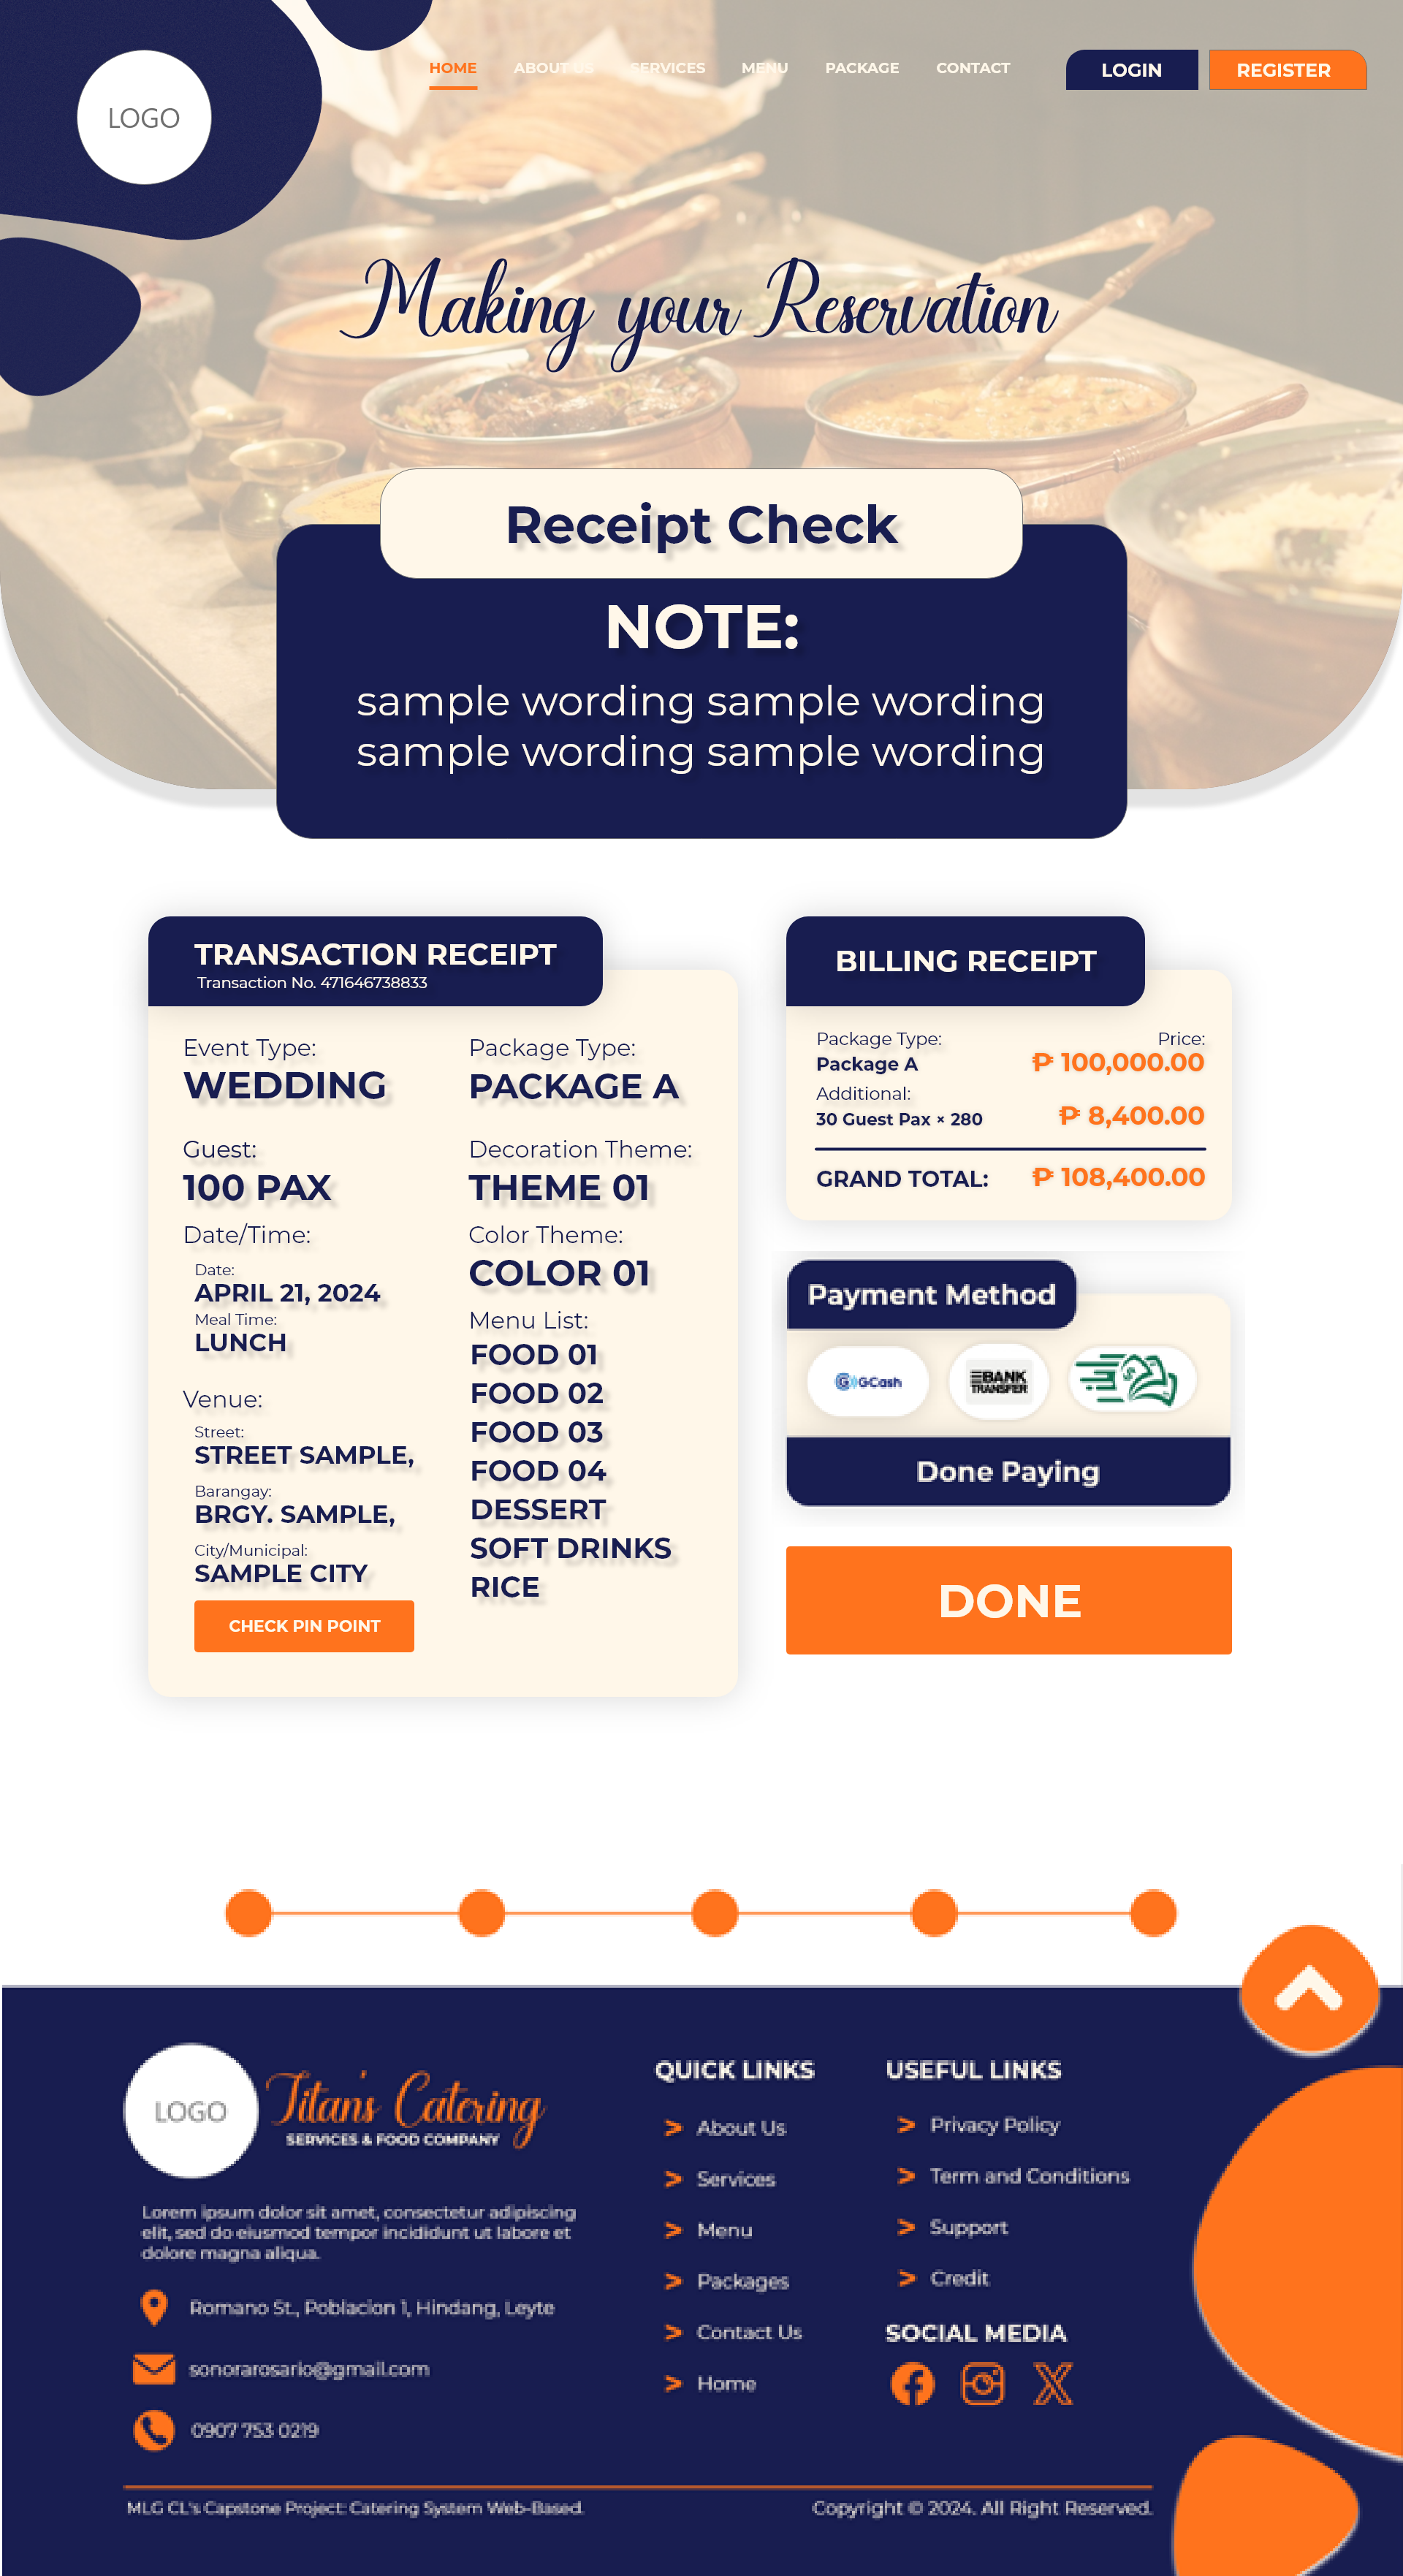 LOGO
HOME ABOUT US SERVICES MENU PACKAGE CONTACT LOGIN REGISTER
Making your Reservation
Receipt Check
NOTE:
sample wording sample wording
sample wording sample wording
TRANSACTION RECEIPT
Transaction No. 471646738833
Event Type:
WEDDING
Guest:
100 PAX
Date/Time:
Date:
APRIL 21, 2024
Meal Time:
LUNCH
Venue:
Street:
STREET SAMPLE,
Barangay:
BRGY. SAMPLE,
City/Municipal:
SAMPLE CITY
CHECK PIN POINT
Package Type:
PACKAGE A
Decoration Theme:
THEME 01
Color Theme:
COLOR 01
Menu List:
FOOD 01
FOOD 02
FOOD 03
FOOD 04
DESSERT
SOFT DRINKS
RICE
BILLING RECEIPT
Package Type: Price:
Package A ₱ 100,000.00
Additional:
30 Guest Pax × 280 ₱ 8,400.00
GRAND TOTAL: ₱ 108,400.00
Payment Method
GCash
BANK
TRANSFER
Done Paying
DONE
LOGO
Titan's Catering
SERVICES & FOOD COMPANY
Lorem ipsum dolor sit amet, consectetur adipiscing
elit, sed do eiusmod tempor incididunt ut labore et
dolore magna aliqua.
Romano St., Poblacion 1, Hindang, Leyte
sonorarosario@gmail.com
0907 753 0219
QUICK LINKS
> About Us
> Services
> Menu
> Packages
> Contact Us
> Home
USEFUL LINKS
> Privacy Policy
> Term and Conditions
> Support
> Credit
SOCIAL MEDIA
MLG CL's Capstone Project: Catering System Web-Based.
Copyright © 2024. All Right Reserved.